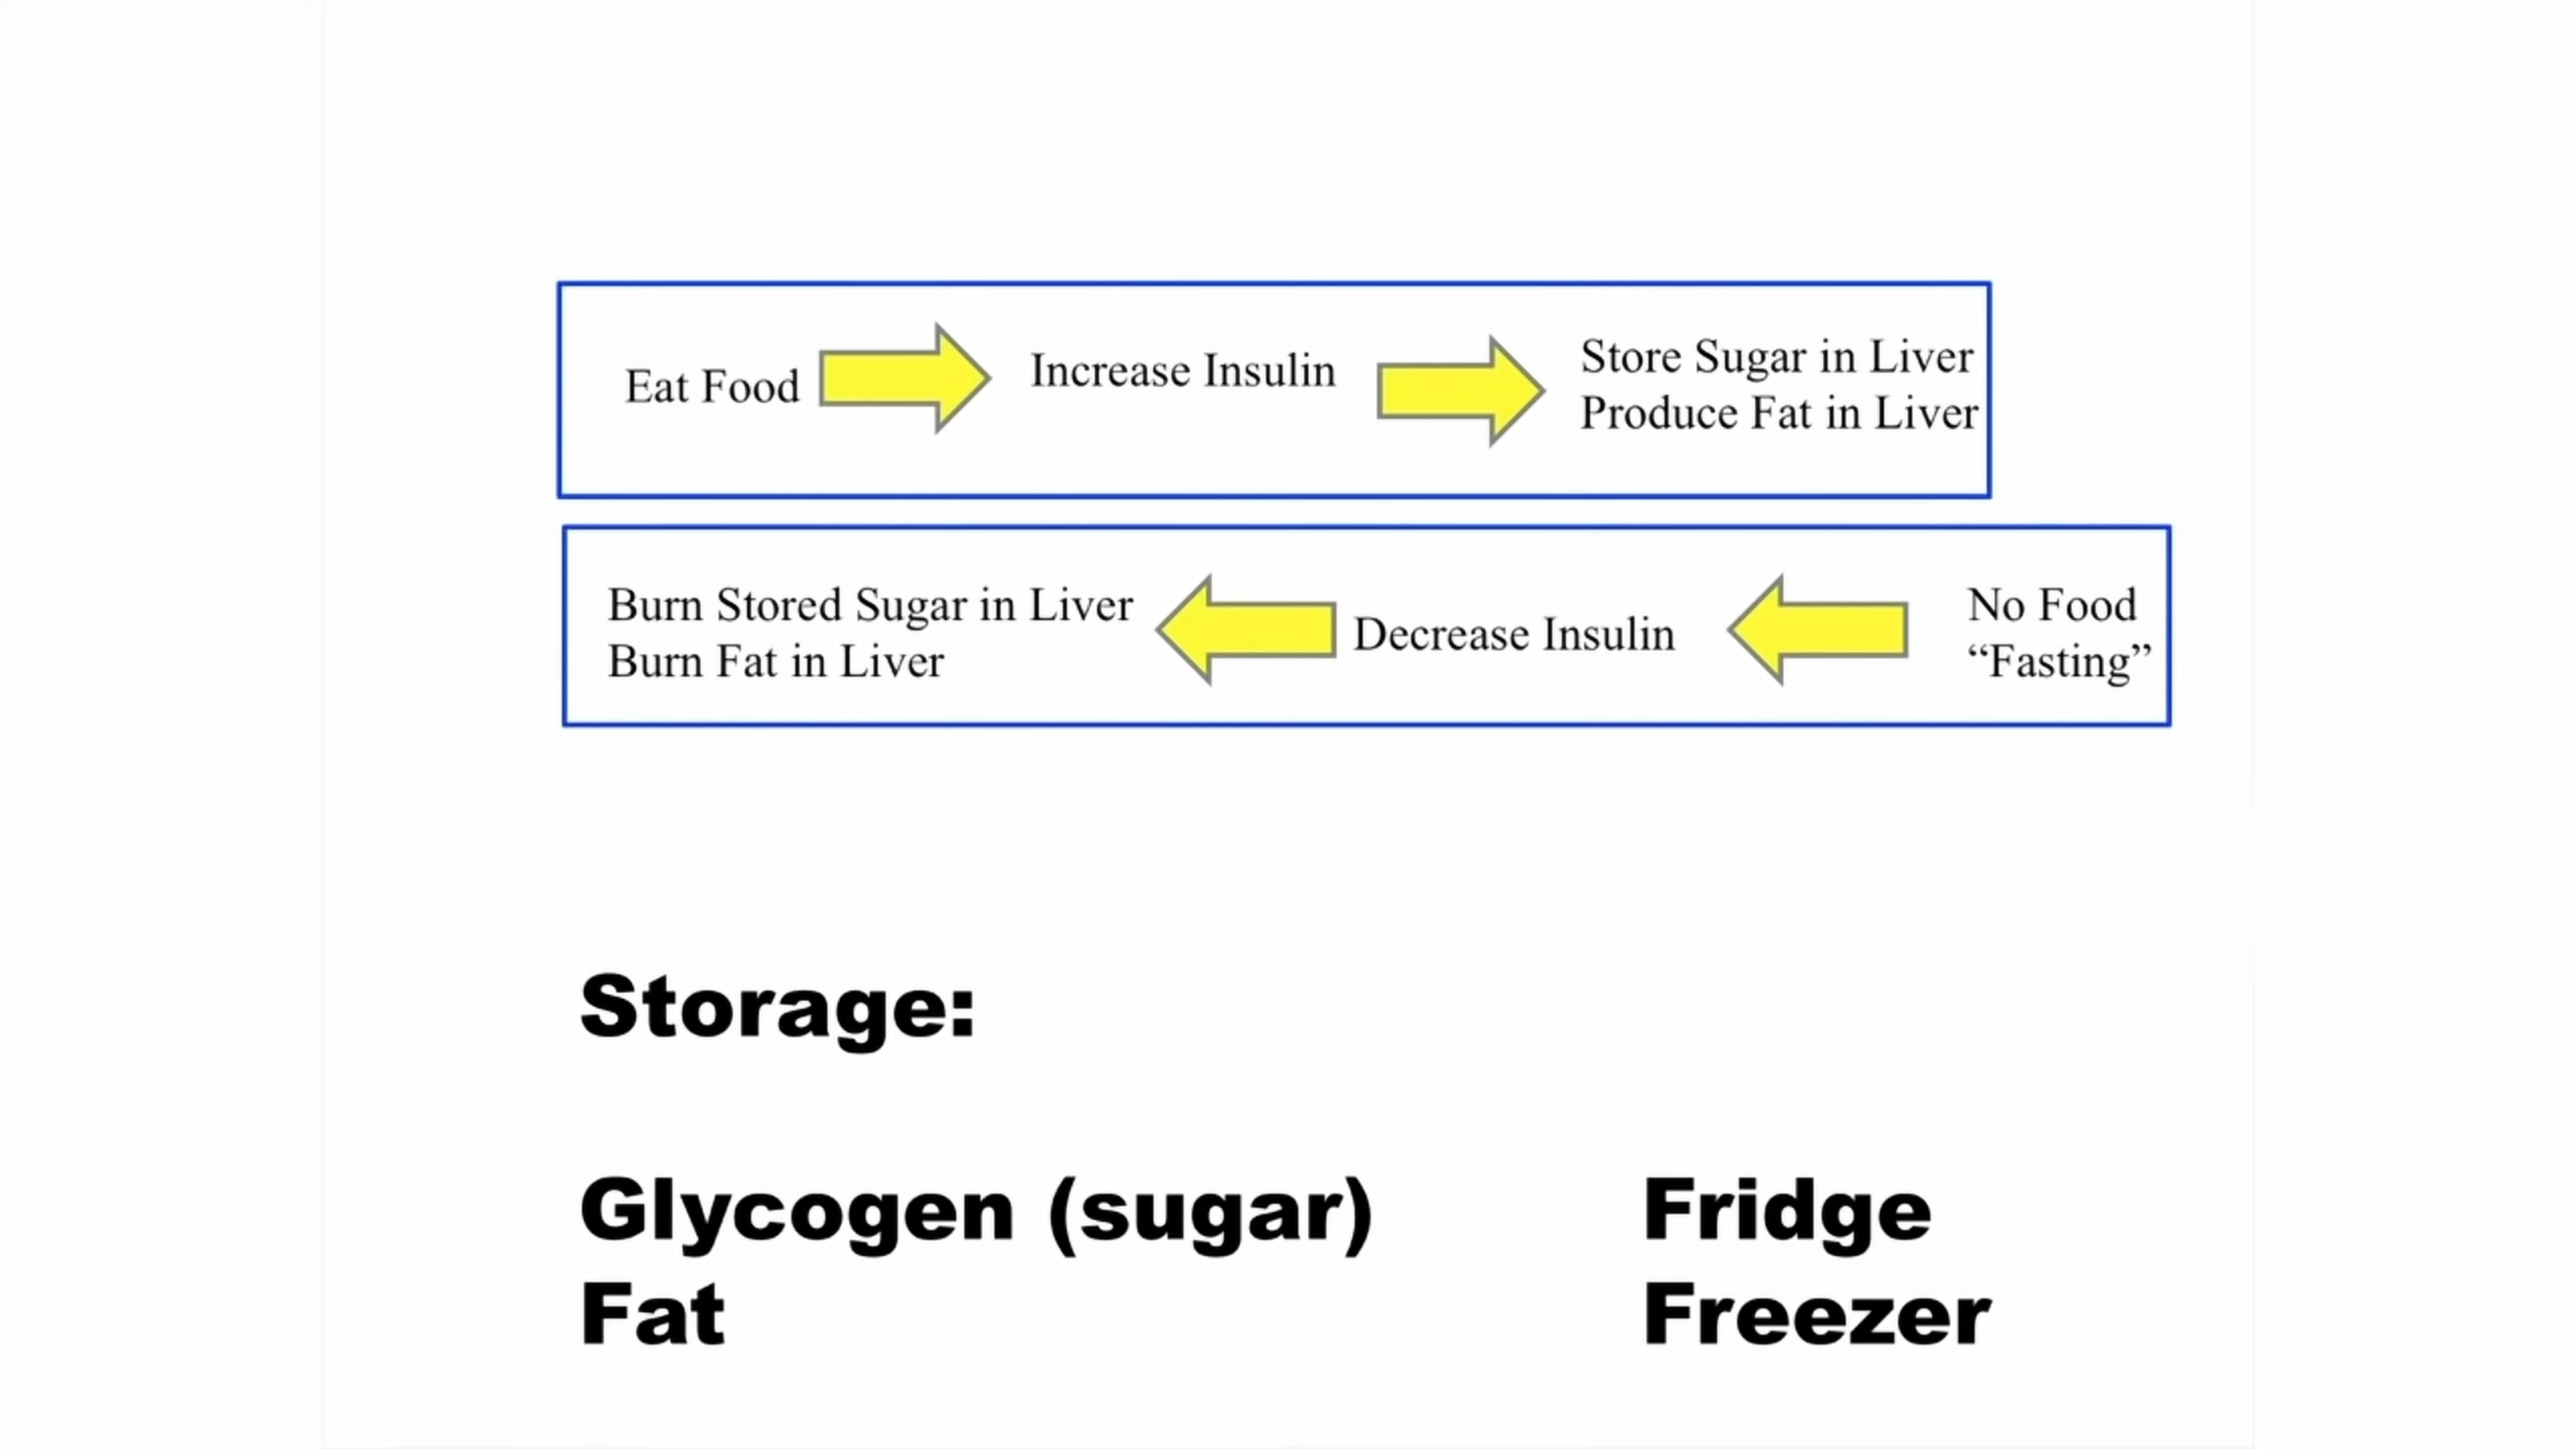 Eat Food
Increase Insulin
Store Sugar in Liver
Produce Fat in Liver
Burn Stored Sugar in Liver
Burn Fat in Liver
Decrease Insulin
No Food
“Fasting”
Storage:
Glycogen (sugar)
Fridge
Fat
Freezer